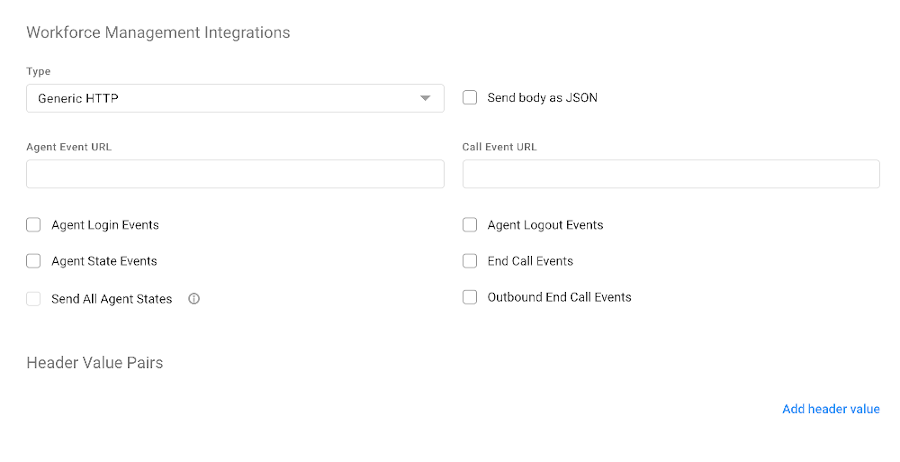 Workforce Management Integrations
Type
Generic HTTP
Send body as JSON
Agent Event URL
Call Event URL
Agent Login Events
Agent Logout Events
Agent State Events
End Call Events
Send All Agent States
Outbound End Call Events
Header Value Pairs
Add header value